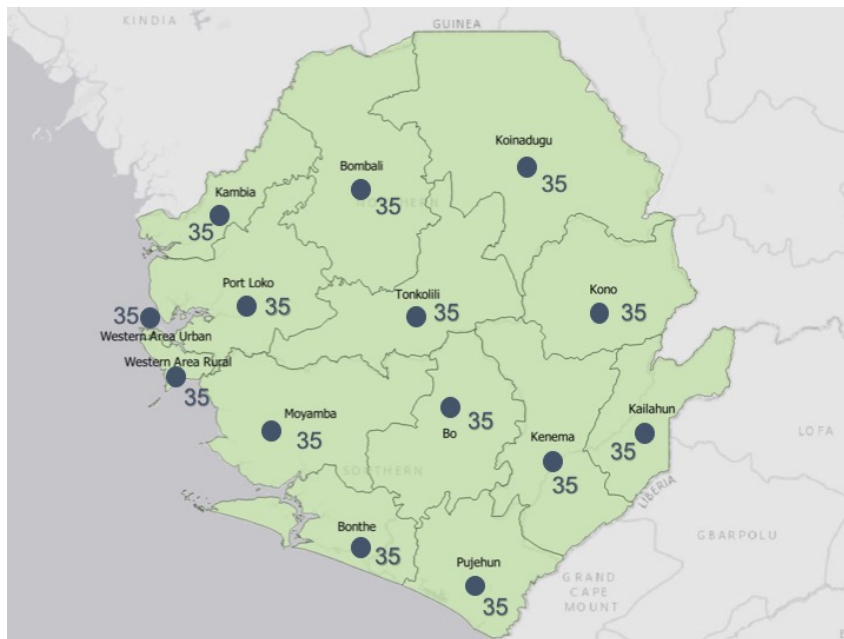 KINDIA
GUINEA
Koinadugu
35
Bombali
35
NORTHERN
Kambia
35
Port Loko
35
Tonkolili
35
Kono
35
35
Western Area Urban
Western Area Rural
35
Moyamba
35
Bo
35
Kenema
35
Kailahun
35
LOFA
SOUTHERN
LIBERIA
Bonthe
35
Pujehun
35
GBARPOLU
GRAND
CAPE
MOUNT